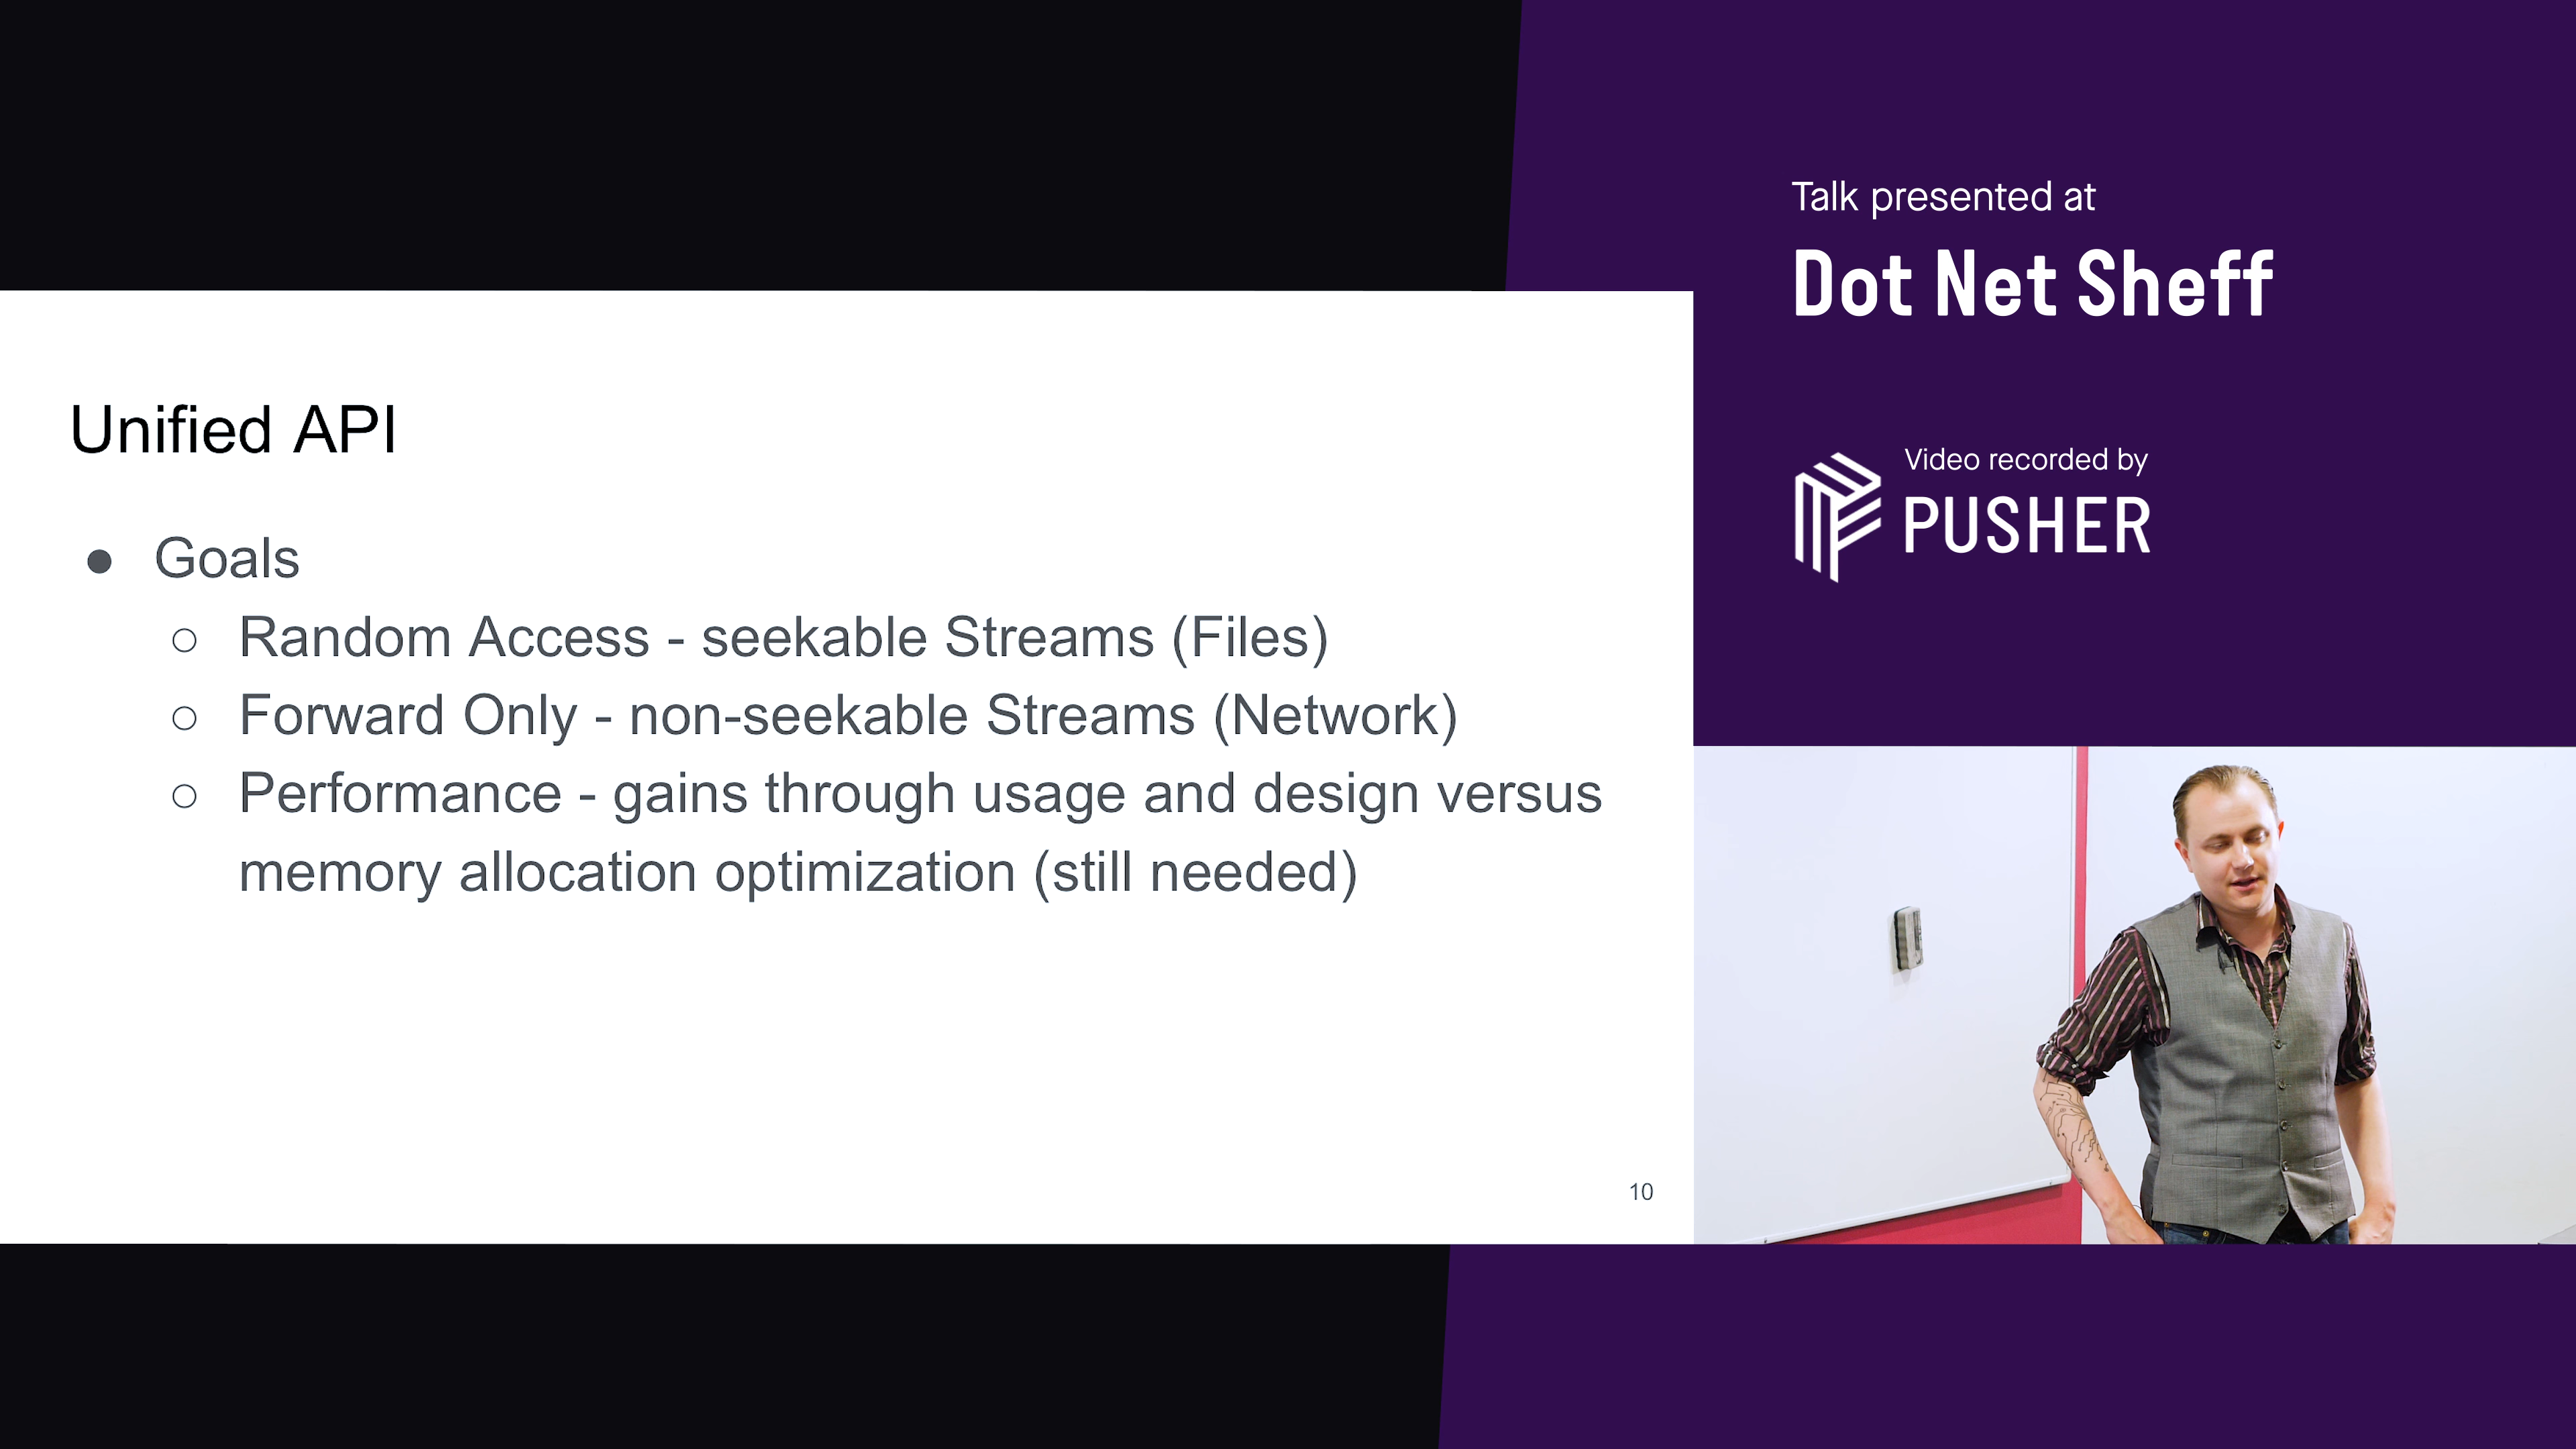 Talk presented at
Dot Net Sheff
Video recorded by
PUSHER
Unified API
● Goals
○ Random Access - seekable Streams (Files)
○ Forward Only - non-seekable Streams (Network)
○ Performance - gains through usage and design versus
memory allocation optimization (still needed)
10